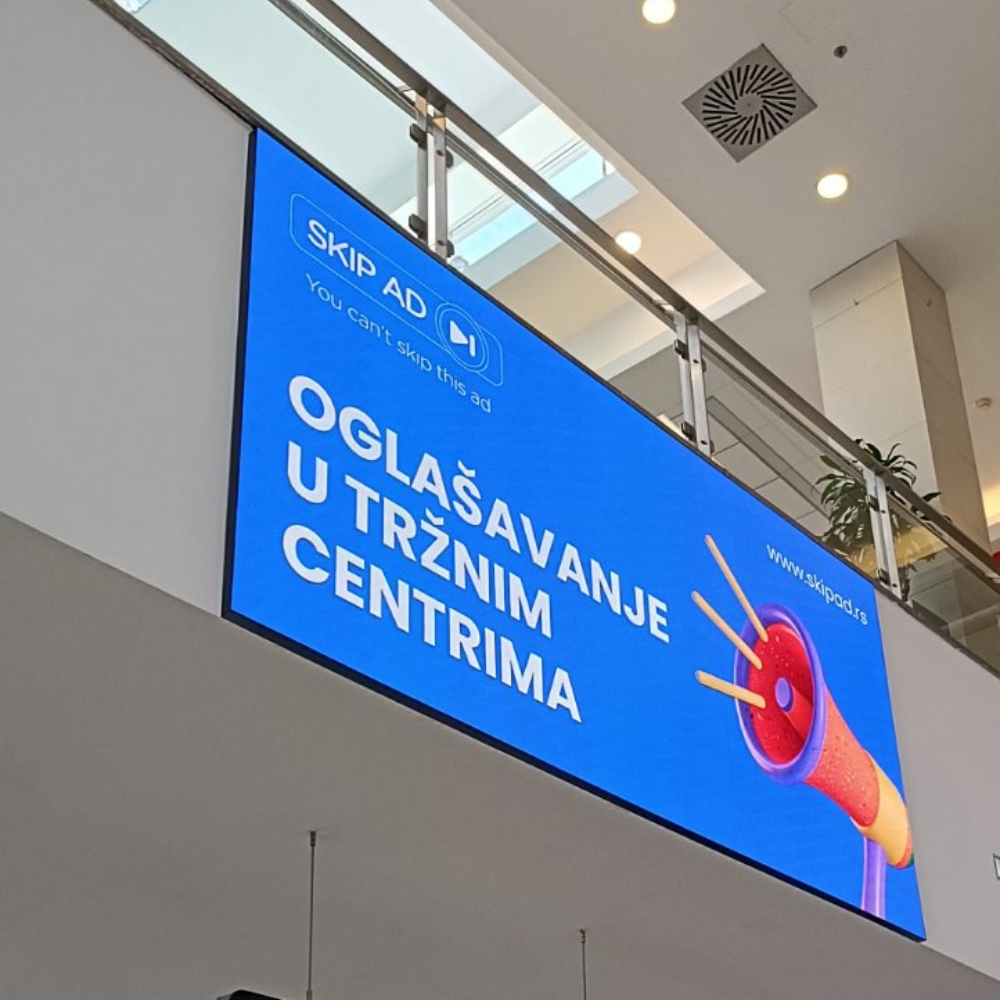 SKIP AD
You can't skip this ad
OGLAŠAVANJE
U TRŽNIM
CENTRIMA
www.skipad.rs